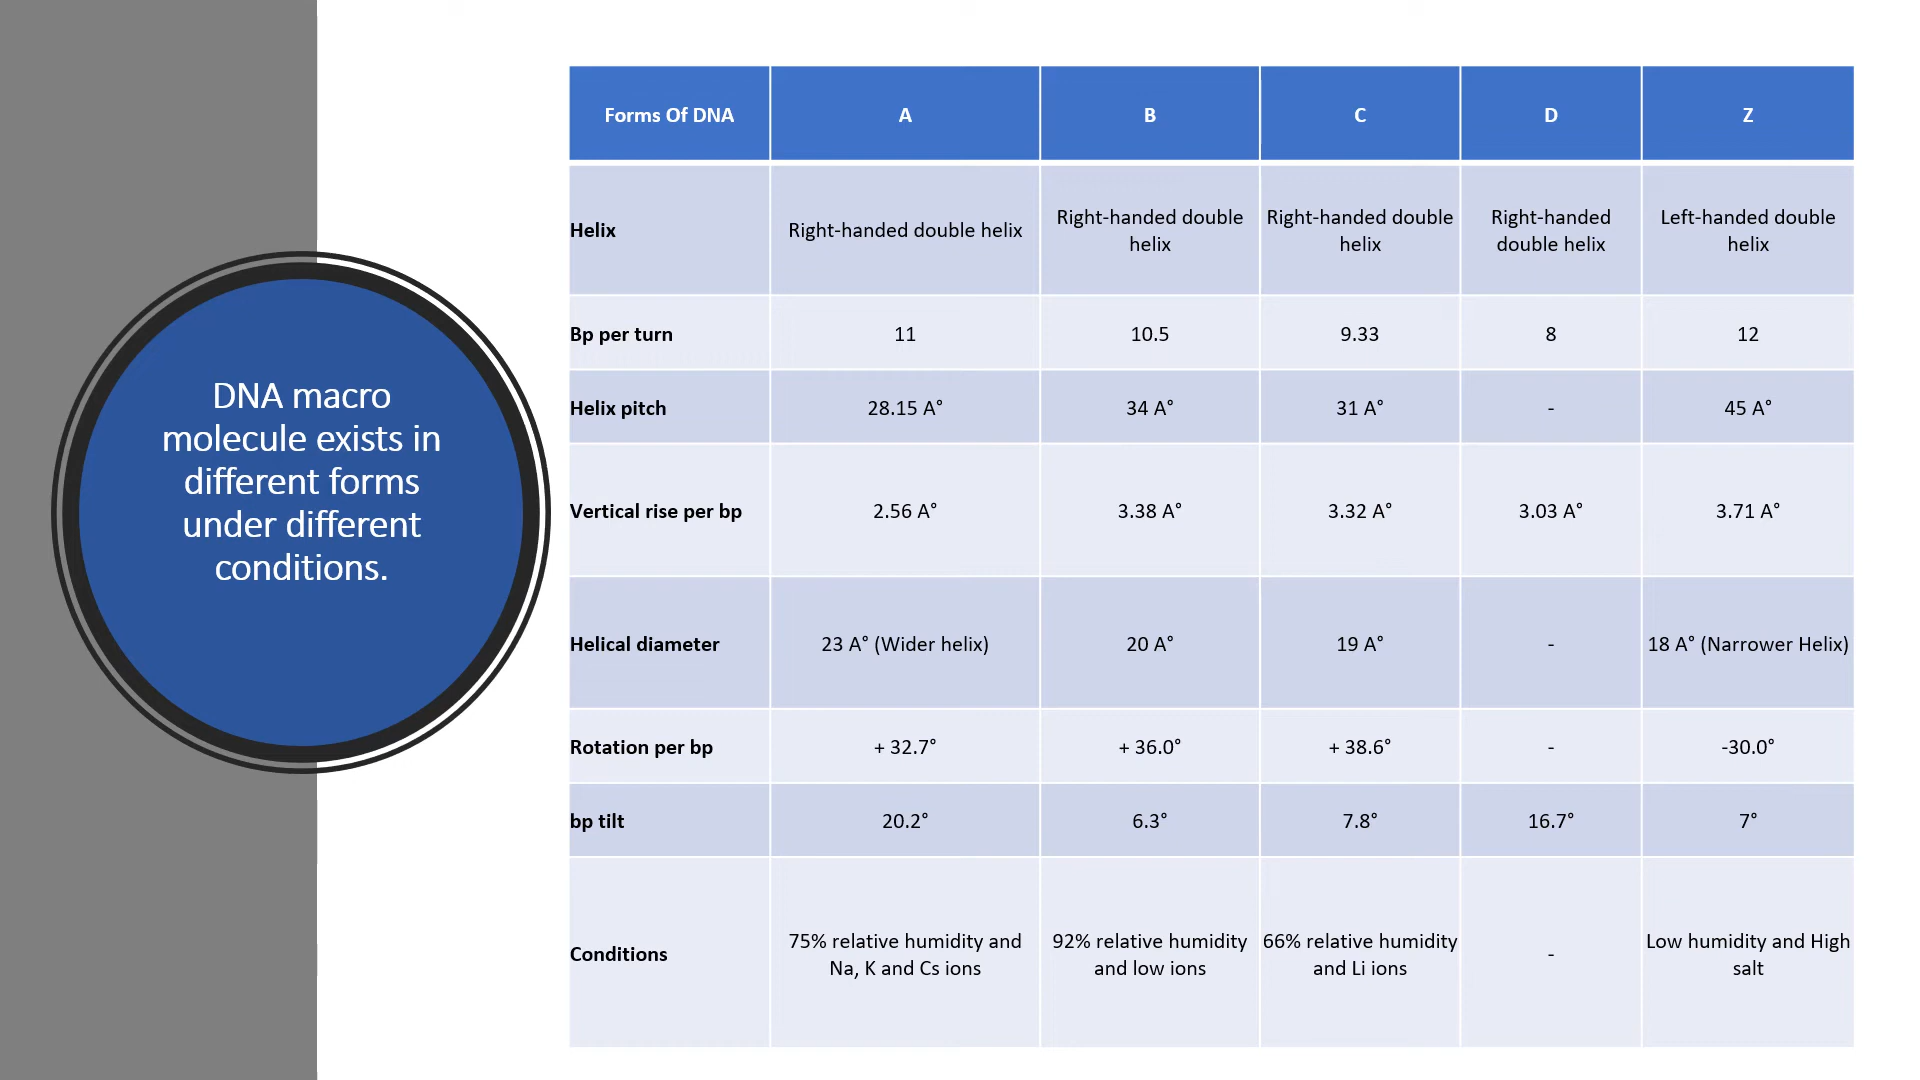 DNA macro
molecule exists in
different forms
under different
conditions.
Forms Of DNA A B C D Z
Helix Right-handed double helix Right-handed double helix Right-handed double helix Right-handed double helix Left-handed double helix
Bp per turn 11 10.5 9.33 8 12
Helix pitch 28.15 A° 34 A° 31 A° - 45 A°
Vertical rise per bp 2.56 A° 3.38 A° 3.32 A° 3.03 A° 3.71 A°
Helical diameter 23 A° (Wider helix) 20 A° 19 A° - 18 A° (Narrower Helix)
Rotation per bp + 32.7° + 36.0° + 38.6° - -30.0°
bp tilt 20.2° 6.3° 7.8° 16.7° 7°
Conditions 75% relative humidity and Na, K and Cs ions 92% relative humidity and low ions 66% relative humidity and Li ions - Low humidity and High salt